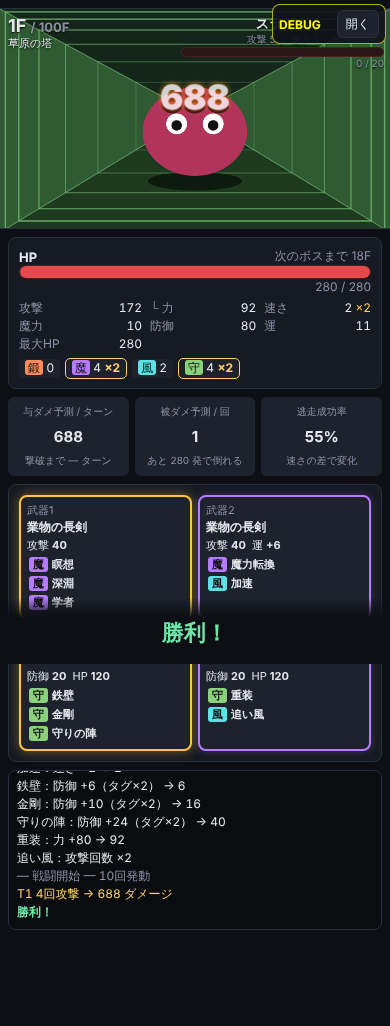 1F / 100F
草原の塔
ス
攻撃
DEBUG
開く
0 / 20
688
HP
次のボスまで 18F
280 / 280
攻撃 172 └ 力 92 速さ 2 ×2
魔力 10 防御 80 運 11
最大HP 280
鍛 0 魔 4 ×2 風 2 守 4 ×2
与ダメ予測 / ターン
688
撃破まで — ターン
被ダメ予測 / 回
1
あと 280 発で倒れる
逃走成功率
55%
速さの差で変化
武器1
業物の長剣
攻撃 40
魔 瞑想
魔 深淵
魔 学者
武器2
業物の長剣
攻撃 40 運 +6
魔 魔力転換
風 加速
勝利！
防御 20 HP 120
守 鉄壁
守 金剛
守 守りの陣
防御 20 HP 120
守 重装
風 追い風
鉄壁：防御 +6（タグ×2） → 6
金剛：防御 +10（タグ×2） → 16
守りの陣：防御 +24（タグ×2） → 40
重装：力 +80 → 92
追い風：攻撃回数 ×2
— 戦闘開始 — 10回発動
T1 4回攻撃 → 688 ダメージ
勝利！